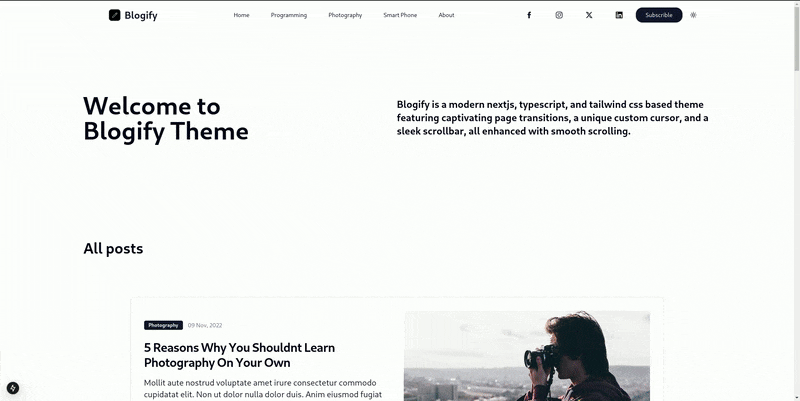 Blogify
Home Programming Photography Smart Phone About
Subscrible
Welcome to
Blogify Theme
Blogify is a modern nextjs, typescript, and tailwind css based theme
featuring captivating page transitions, a unique custom cursor, and a
sleek scrollbar, all enhanced with smooth scrolling.
All posts
Photography 09 Nov, 2022
5 Reasons Why You Shouldnt Learn
Photography On Your Own
Mollit aute nostrud voluptate amet irure consectetur commodo
cupidatat elit. Non ut dolor nulla dolor duis. Anim eiusmod fugiat